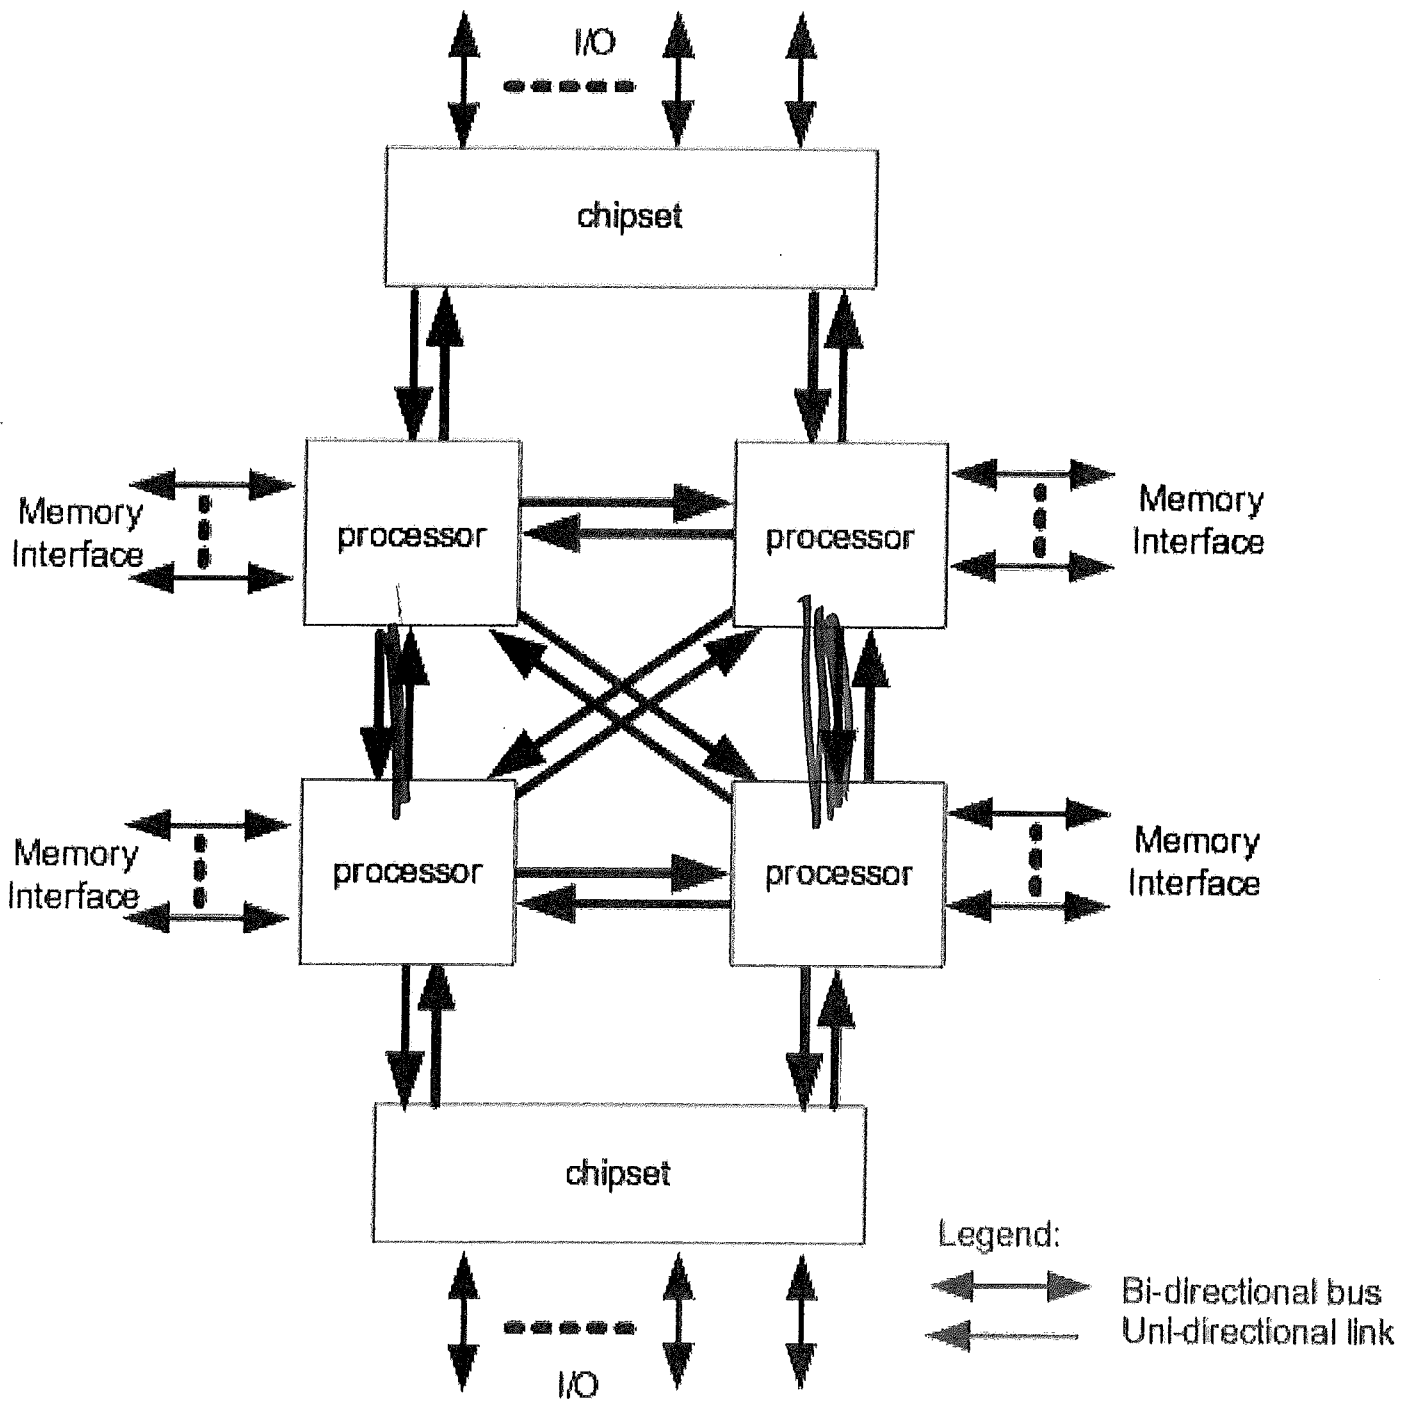 I/O
chipset
Memory
Interface
processor
processor
Memory
Interface
Memory
Interface
processor
processor
Memory
Interface
chipset
Legend:
Bi-directional bus
Uni-directional link
I/O